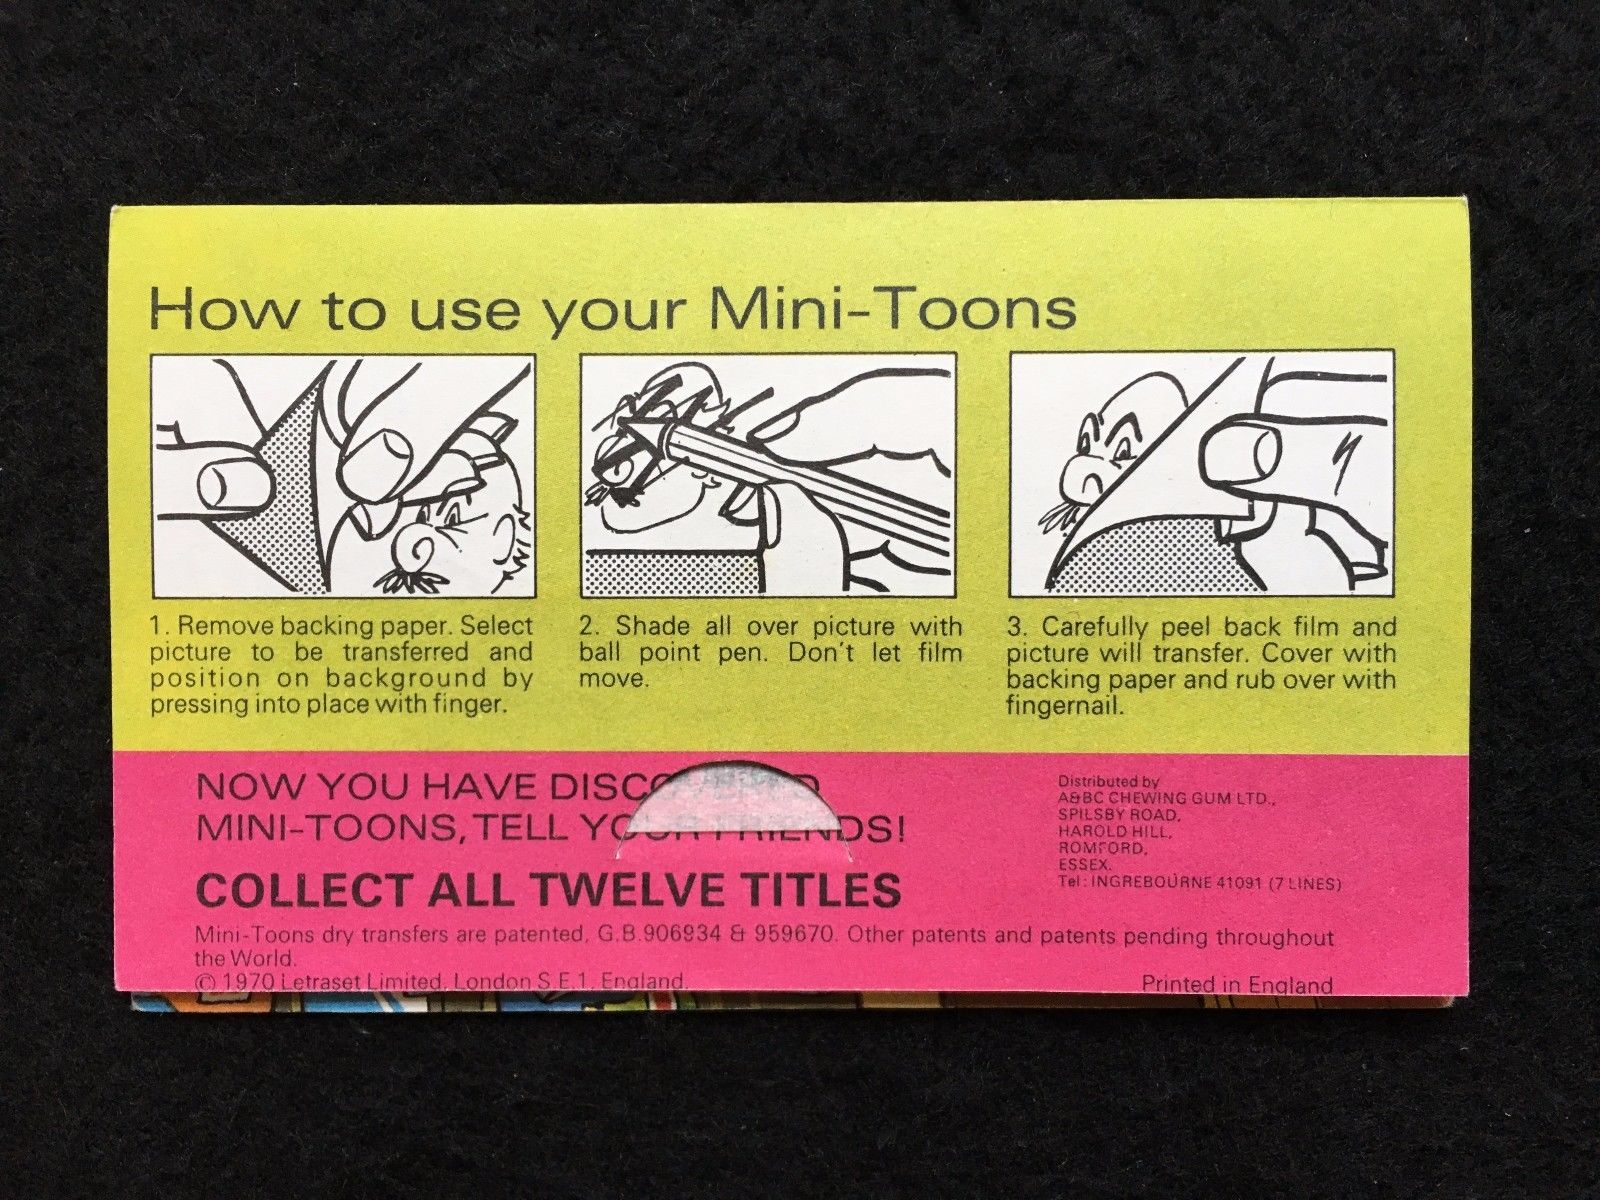 How to use your Mini-Toons
1. Remove backing paper. Select
picture to be transferred and
position on background by
pressing into place with finger.
2. Shade all over picture with
ball point pen. Don't let film
move.
3. Carefully peel back film and
picture will transfer. Cover with
backing paper and rub over with
fingernail.
NOW YOU HAVE DISCOVERED
MINI-TOONS, TELL YOUR FRIENDS!
COLLECT ALL TWELVE TITLES
Distributed by
A&BC CHEWING GUM LTD.,
SPILSBY ROAD,
HAROLD HILL,
ROMFORD,
ESSEX.
Tel: INGREBOURNE 41091 (7 LINES)
Mini-Toons dry transfers are patented, G.B.906934 & 959670. Other patents and patents pending throughout
the World.
© 1970 Letraset Limited, London S.E.1, England.
Printed in England